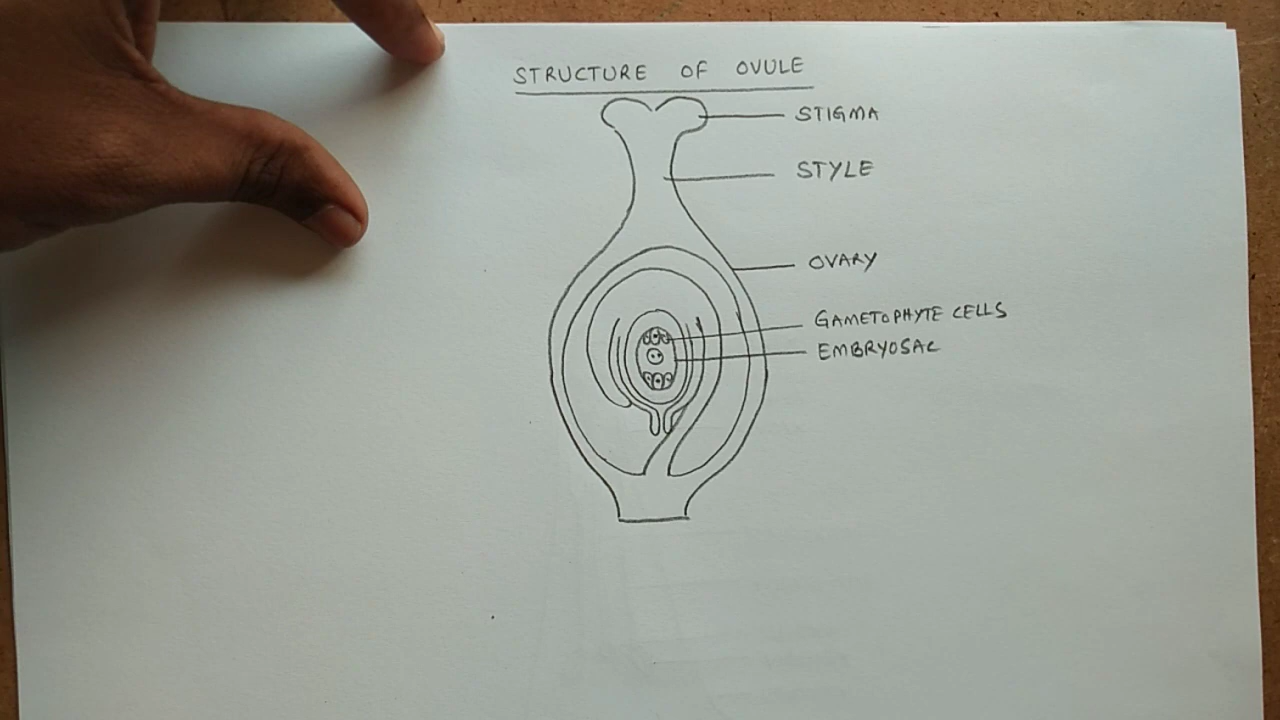 STRUCTURE OF OVULE
STIGMA
STYLE
OVARY
GAMETOPHYTE CELLS
EMBRYOSAC